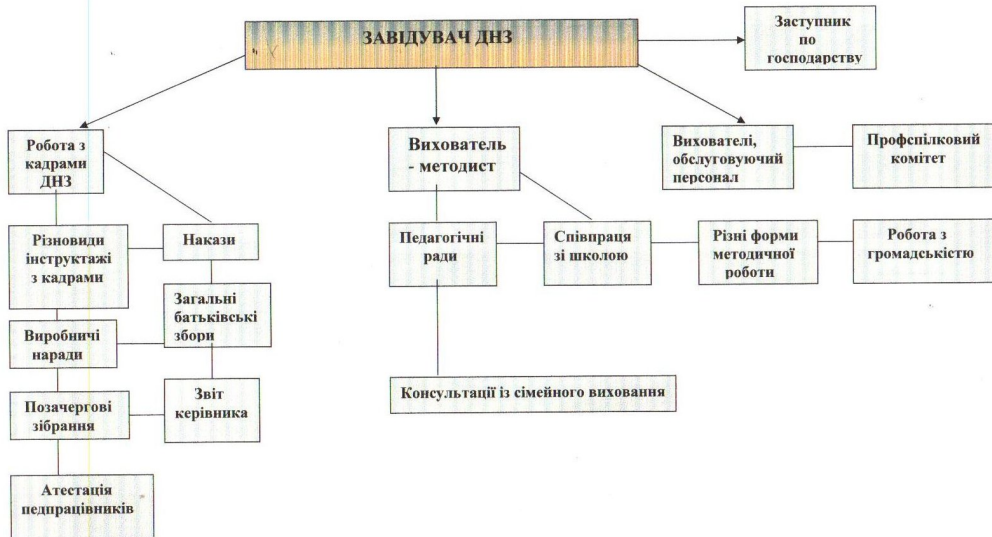 ЗАВІДУВАЧ ДНЗ
Заступник
по
господарству
Робота з
кадрами
ДНЗ
Вихователь
- методист
Вихователі,
обслуговуючий
персонал
Профспілковий
комітет
Різновиди
інструктажі
з кадрами
Накази
Педагогічні
ради
Співпраця
зі школою
Різні форми
методичної
роботи
Робота з
громадськістю
Загальні
батьківські
збори
Виробничі
наради
Консультації із сімейного виховання
Звіт
керівника
Позачергові
зібрання
Атестація
педпрацівників